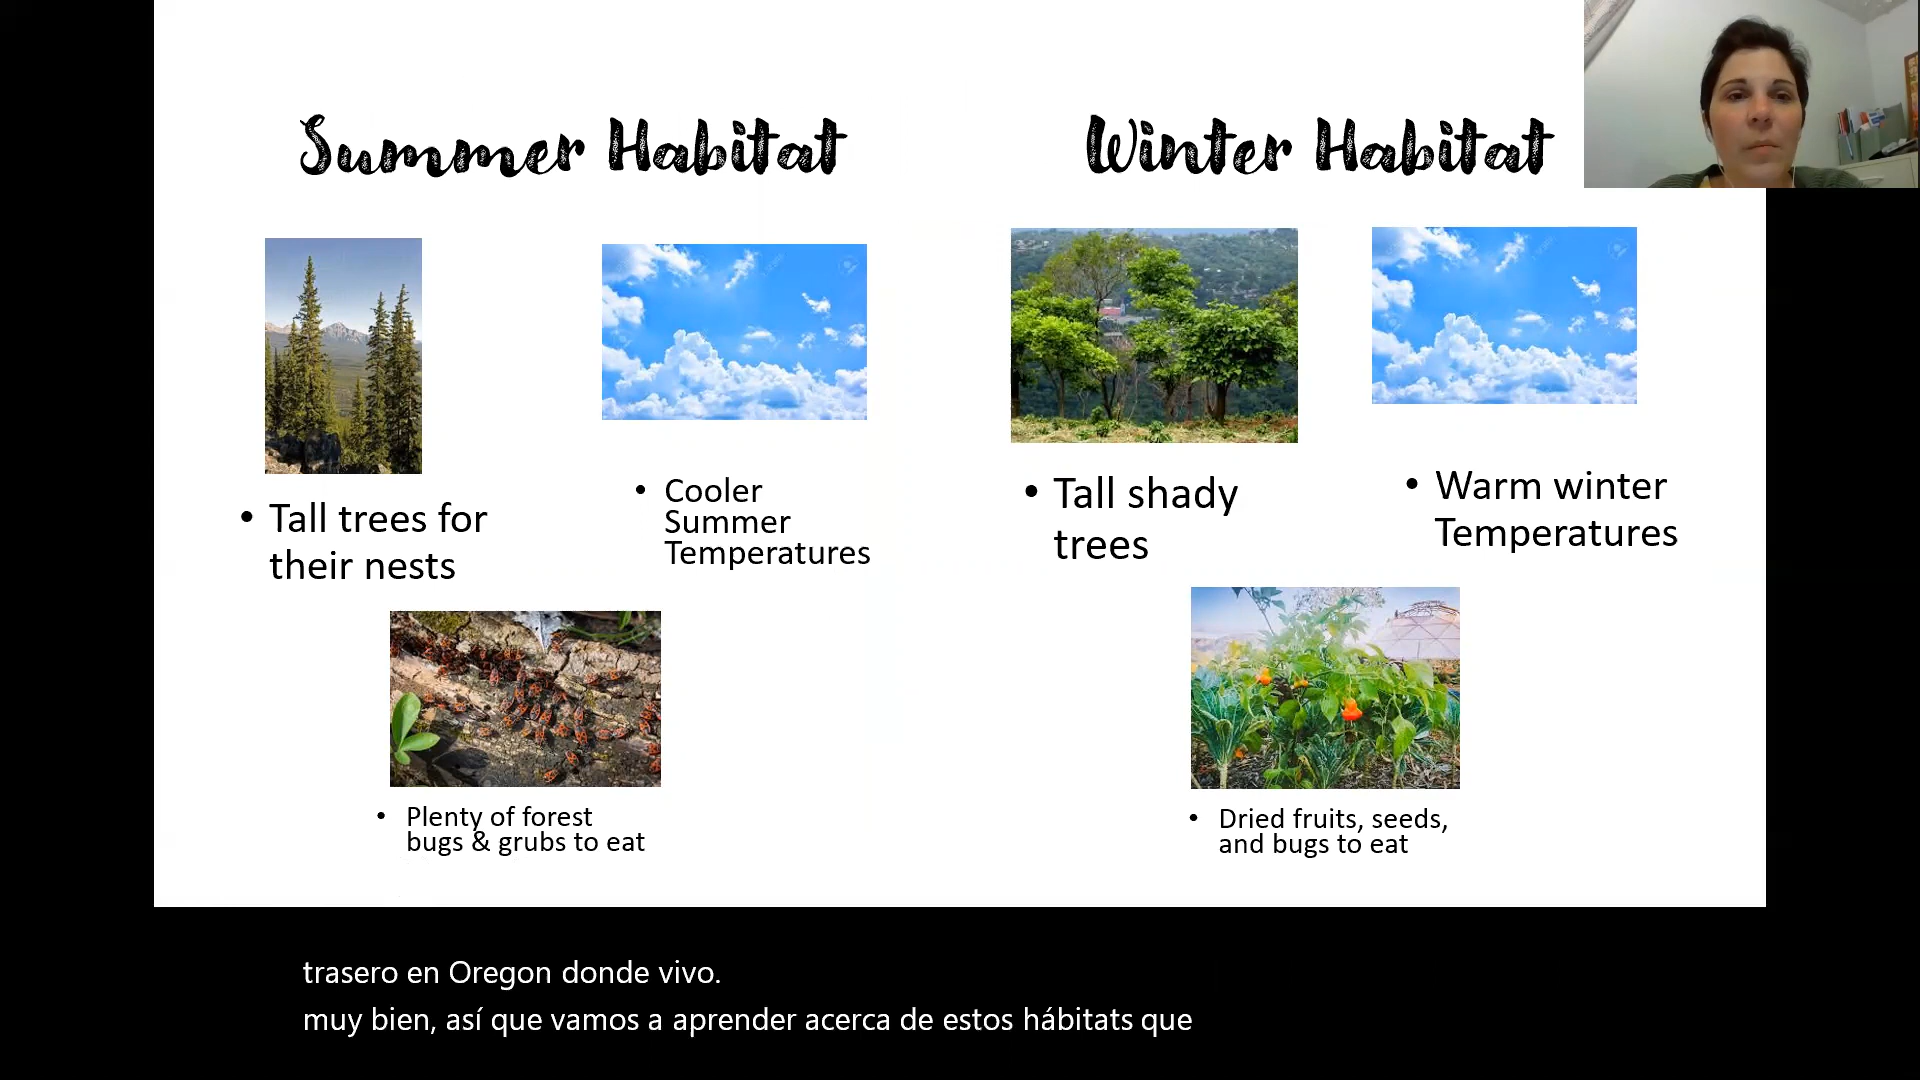 Summer Habitat
Winter Habitat
• Tall trees for
their nests
• Cooler
Summer
Temperatures
• Plenty of forest
bugs & grubs to eat
• Tall shady
trees
• Warm winter
Temperatures
• Dried fruits, seeds,
and bugs to eat
trasero en Oregon donde vivo.
muy bien, así que vamos a aprender acerca de estos hábitats que